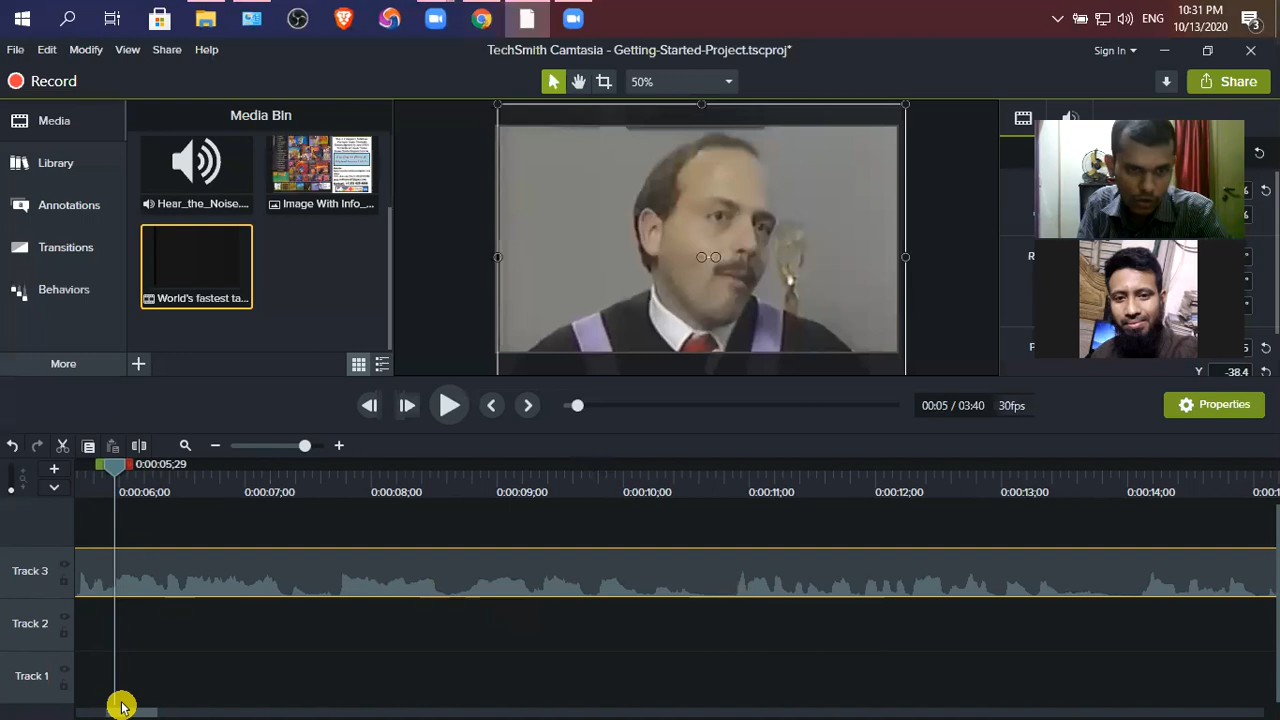 ENG
10:31 PM
10/13/2020
3
File Edit Modify View Share Help
TechSmith Camtasia - Getting-Started-Project.tscproj*
Sign In
Record
50%
Share
Media
Library
Annotations
Transitions
Behaviors
More
Media Bin
Hear_the_Noise....
Image With Info_...
World's fastest ta...
Y -38.4
00:05 / 03:40 30fps
Properties
0:00:05;29
0:00:06;00 0:00:07;00 0:00:08;00 0:00:09;00 0:00:10;00 0:00:11;00 0:00:12;00 0:00:13;00 0:00:14;00
Track 3
Track 2
Track 1